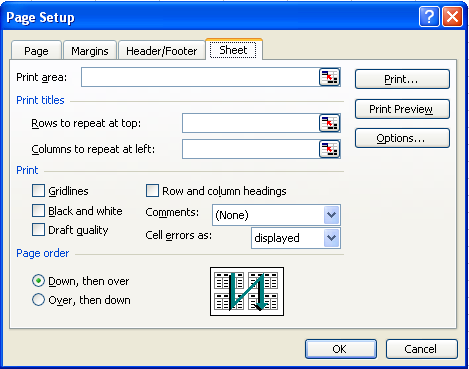 Page Setup
Page Margins Header/Footer Sheet
Print area:
Print...
Print titles
Print Preview
Rows to repeat at top:
Options...
Columns to repeat at left:
Print
Gridlines
Row and column headings
Black and white
Comments: (None)
Draft quality
Cell errors as: displayed
Page order
Down, then over
Over, then down
OK Cancel